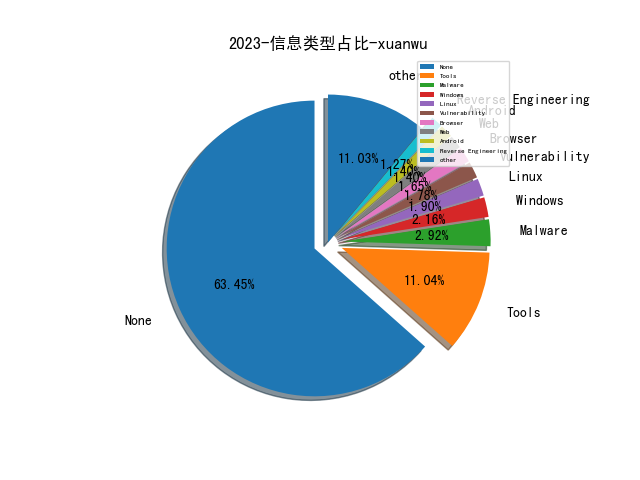 2023-信息类型占比-xuanwu
other
None
Tools
Malware
Windows
Linux
Vulnerability
Browser
Web
Android
Reverse Engineering
other
Reverse Engineering
Android
Web
Browser
Vulnerability
Linux
Windows
Malware
Tools
None
11.03%
1.27%
1.40%
1.40%
1.65%
1.78%
1.90%
2.16%
2.92%
11.04%
63.45%